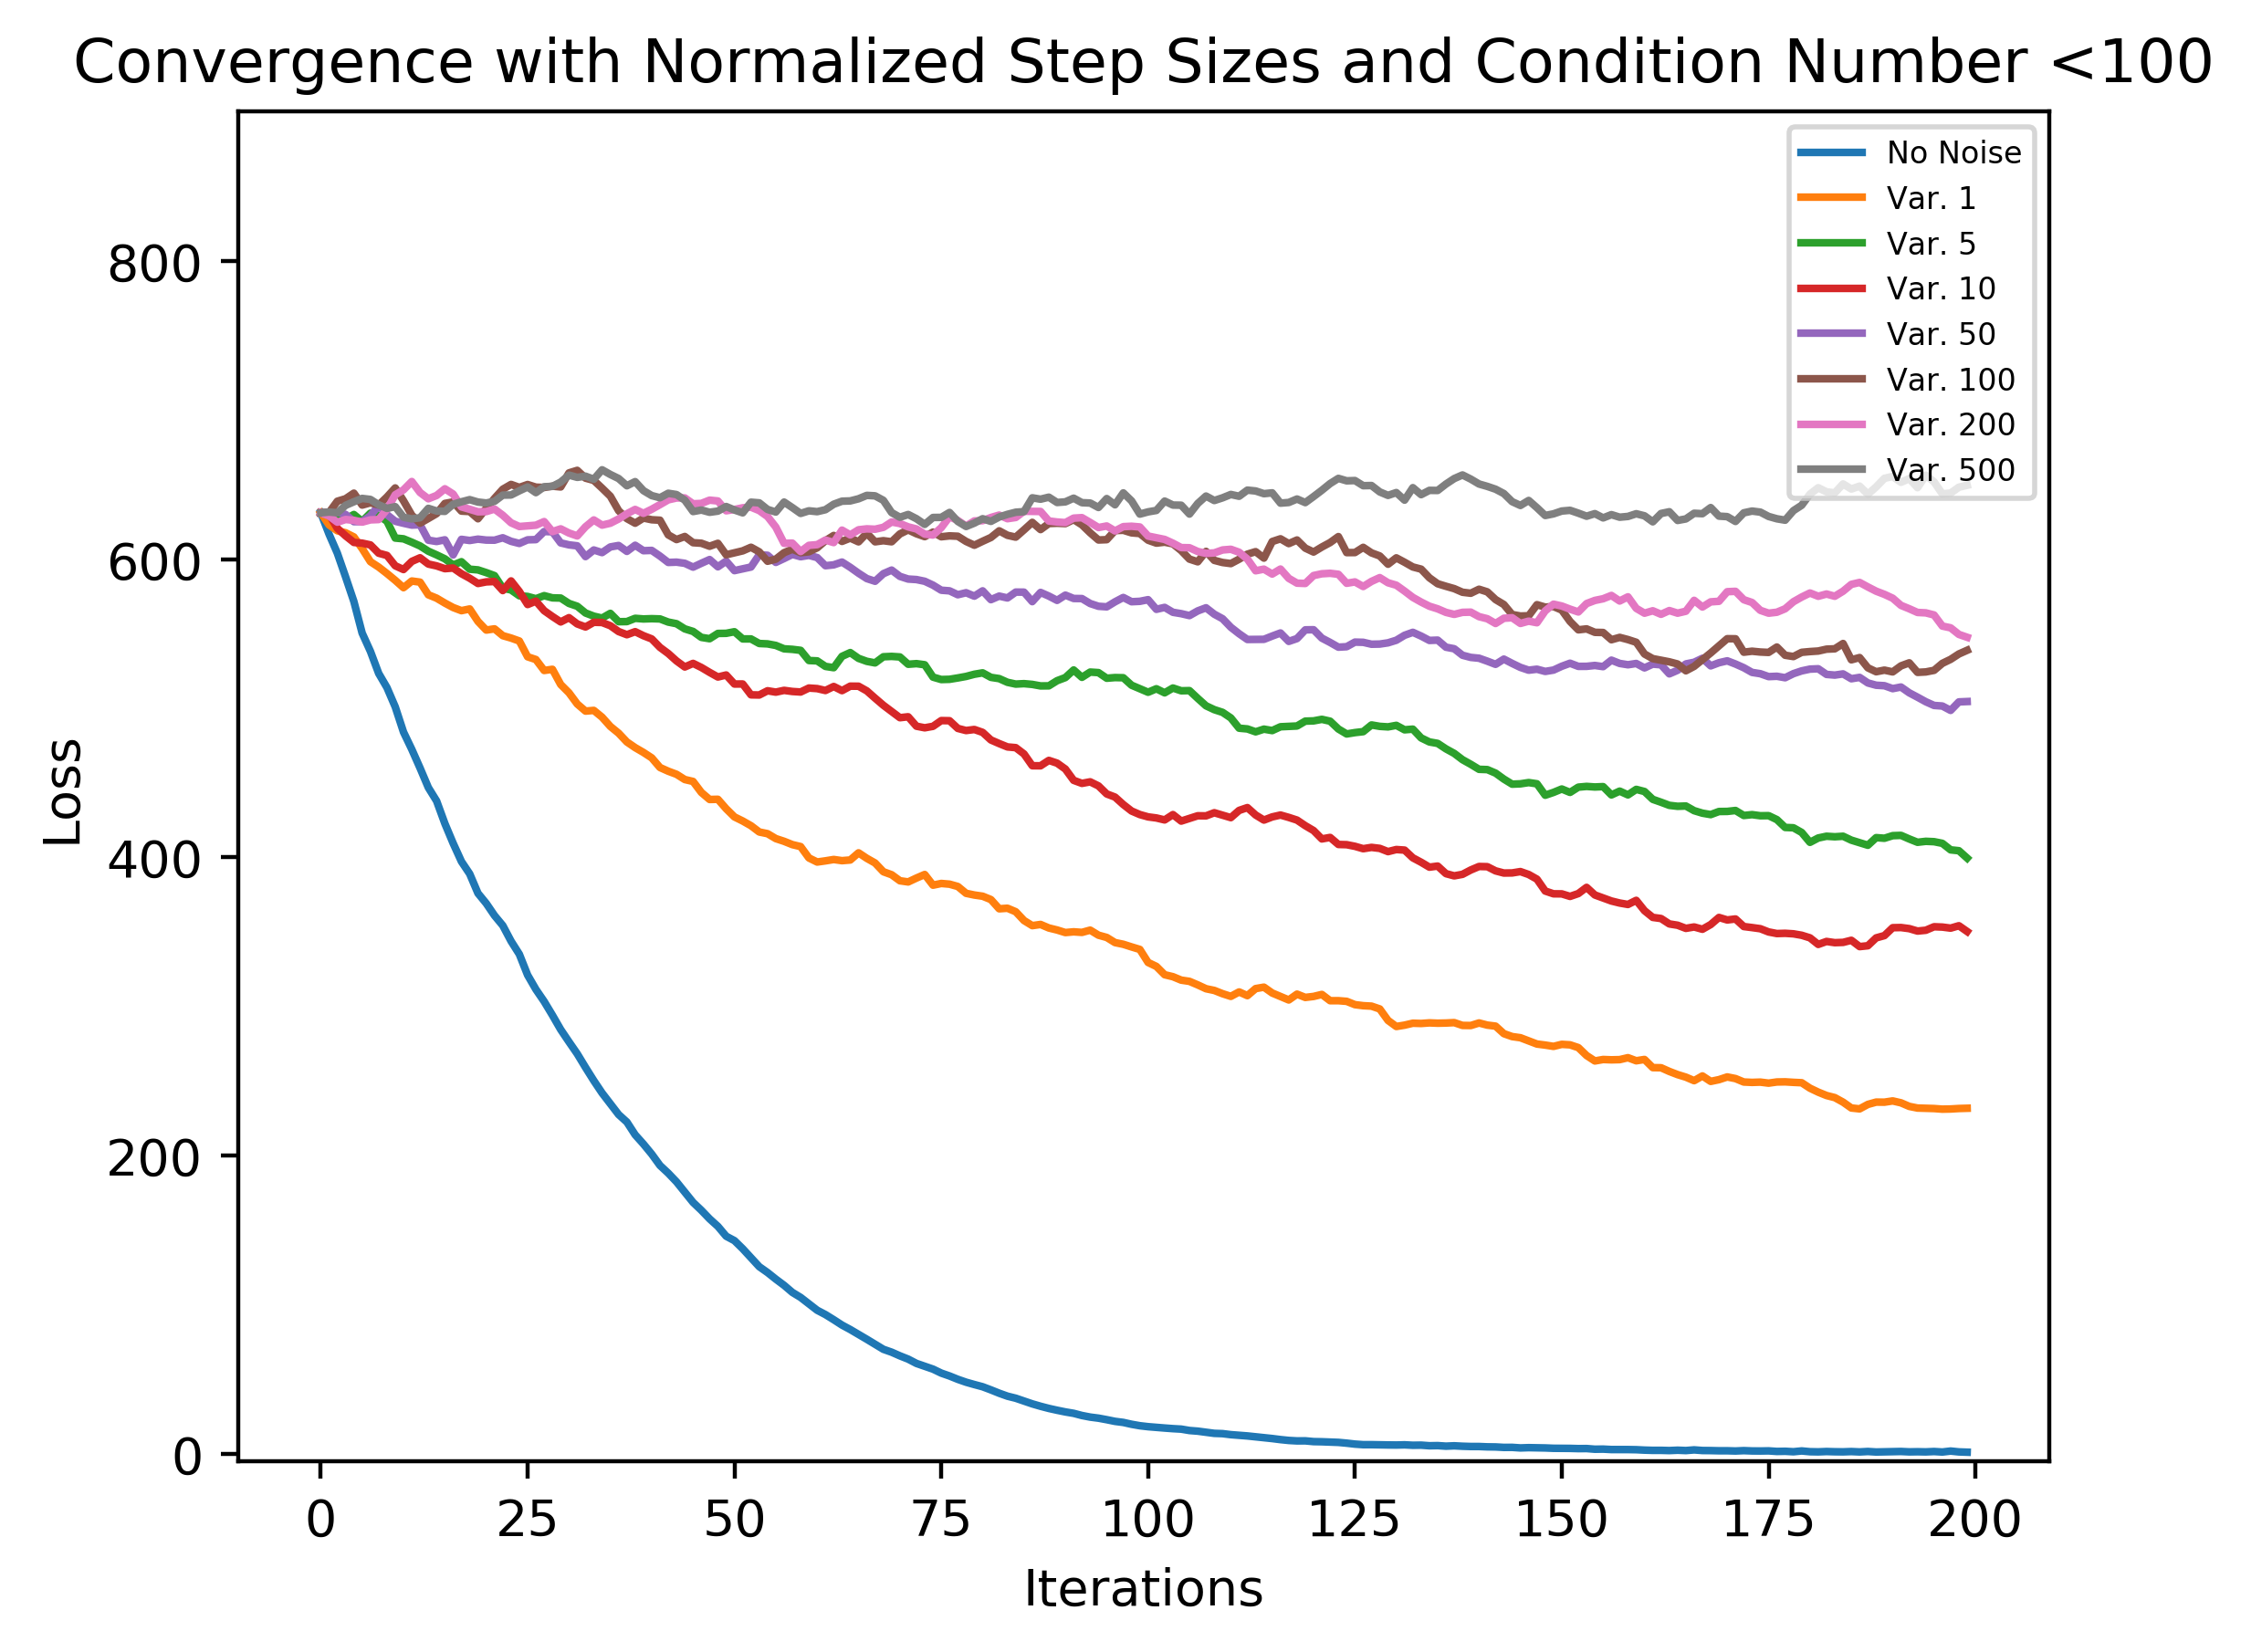 Convergence with Normalized Step Sizes and Condition Number <100
No Noise
Var. 1
Var. 5
Var. 10
Var. 50
Var. 100
Var. 200
Var. 500
800
600
400
200
0
Loss
0 25 50 75 100 125 150 175 200
Iterations